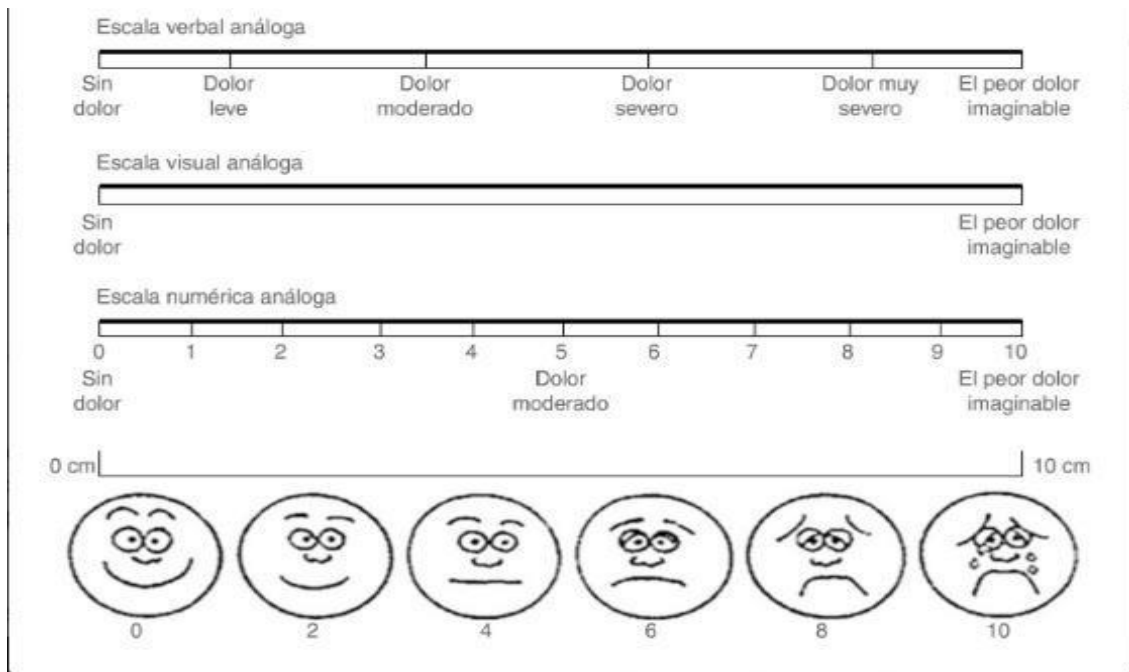 Escala verbal análoga
Sin dolor
Dolor leve
Dolor moderado
Dolor severo
Dolor muy severo
El peor dolor imaginable
Escala visual análoga
Sin dolor
El peor dolor imaginable
Escala numérica análoga
0 1 2 3 4 5 6 7 8 9 10
Sin dolor
Dolor moderado
El peor dolor imaginable
0 cm 10 cm
0 2 4 6 8 10